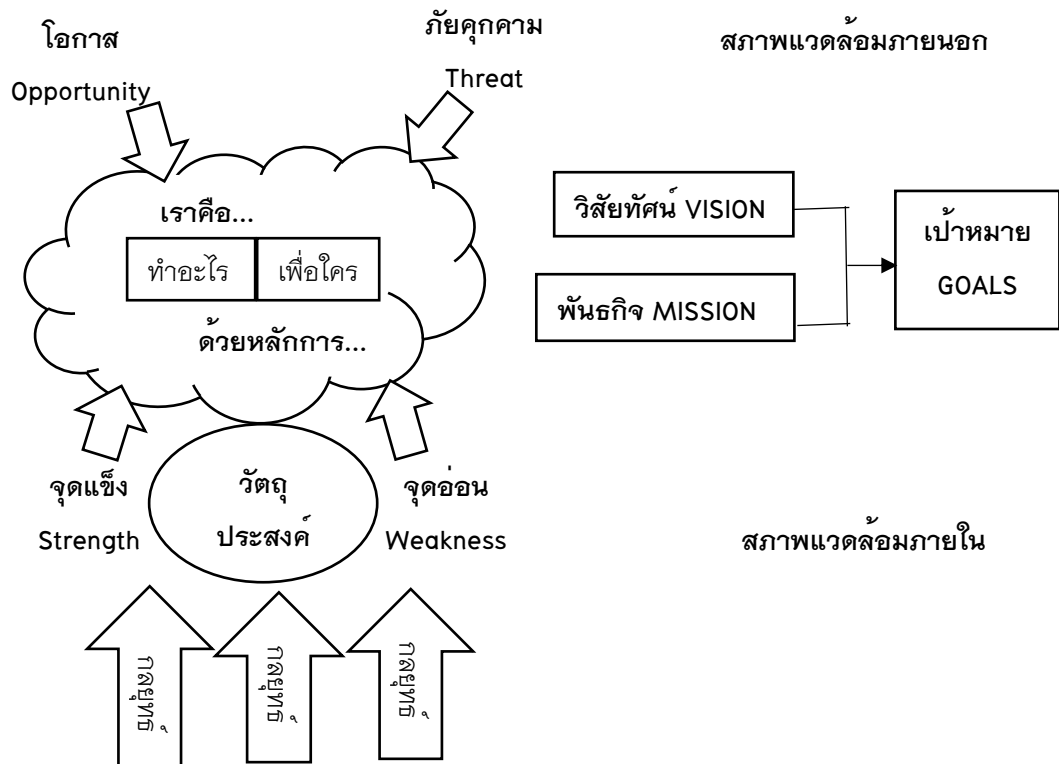 โอกาส
Opportunity
ภัยคุกคาม
Threat
สภาพแวดล้อมภายนอก
เราคือ...
ทำอะไร
เพื่อใคร
ด้วยหลักการ...
วิสัยทัศน์ VISION
พันธกิจ MISSION
เป้าหมาย
GOALS
จุดแข็ง
Strength
วัตถุ
ประสงค์
จุดอ่อน
Weakness
สภาพแวดล้อมภายใน
กลยุทธ์
กลยุทธ์
กลยุทธ์